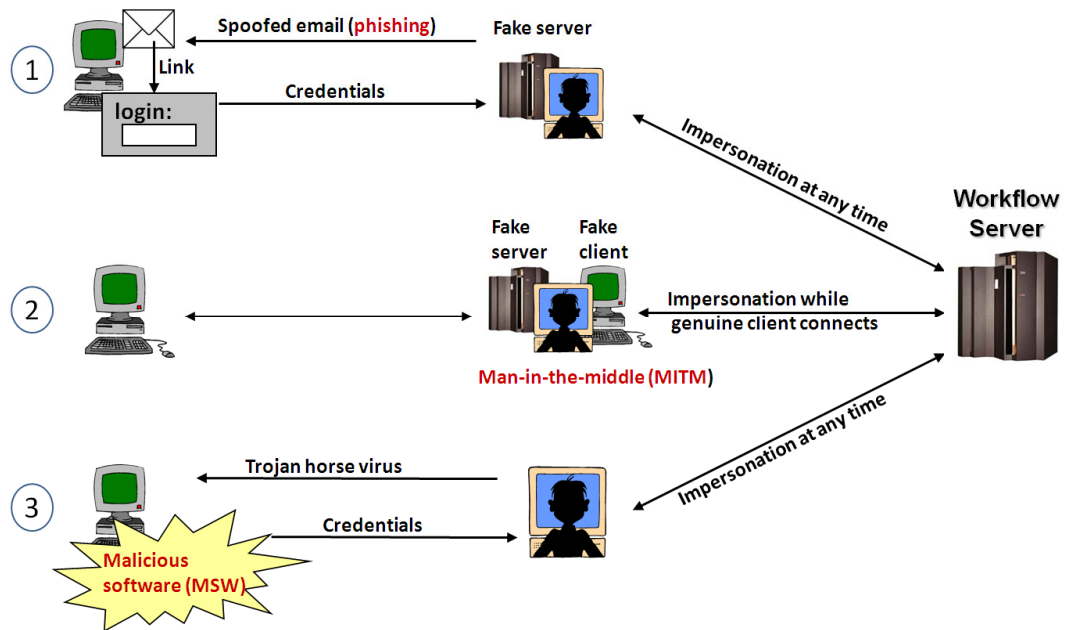 1
Spoofed email (phishing)
Link
login:
Credentials
Fake server
Impersonation at any time
Workflow
Server
2
Fake
server
Fake
client
Man-in-the-middle (MITM)
Impersonation while
genuine client connects
3
Trojan horse virus
Credentials
Malicious
software (MSW)
Impersonation at any time